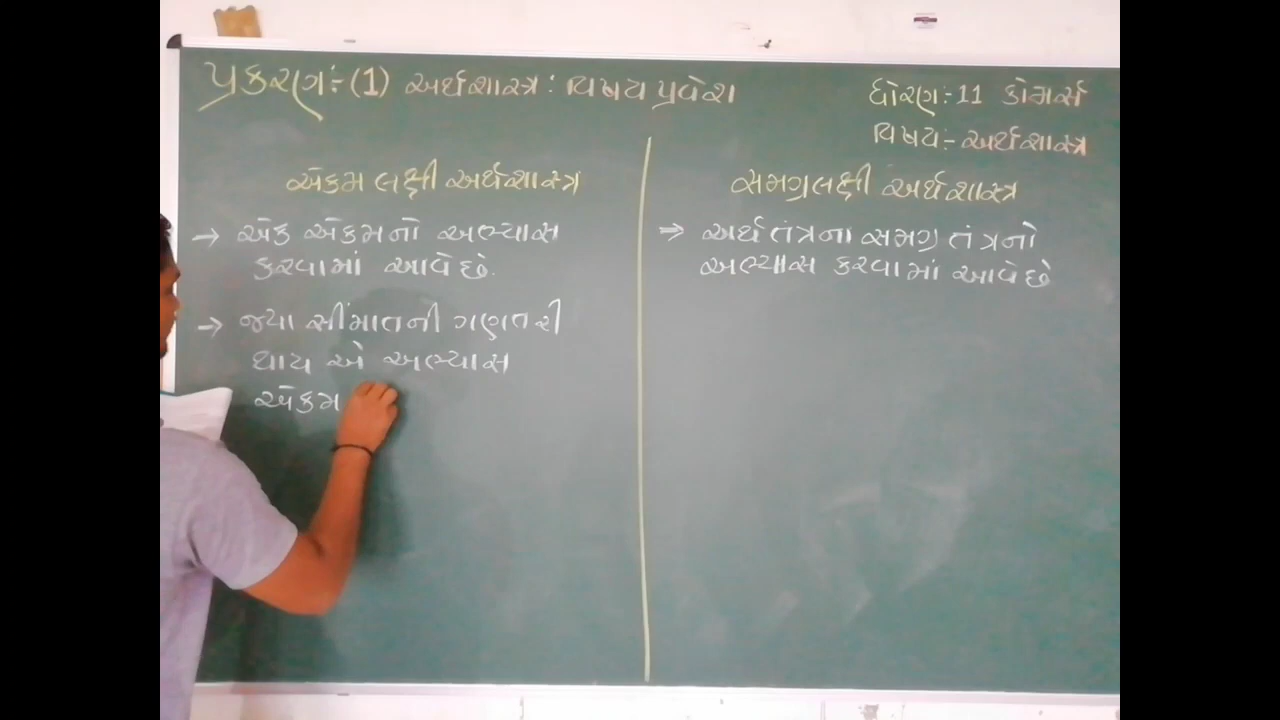 પ્રકરણ:-(1) અર્થશાસ્ત્ર : વિષય પ્રવેશ
ધોરણ:-11 કોમર્સ
વિષય:- અર્થશાસ્ત્ર
એકમ લક્ષી અર્થશાસ્ત્ર
→ એક એકમનો અભ્યાસ
કરવામાં આવે છે.
→ જ્યા સીંમાતની ગણતરી
થાય એ અભ્યાસ
એકમ
સમગ્રલક્ષી અર્થશાસ્ત્ર
⇒ અર્થતંત્રના સમગ્ર તંત્રનો
અભ્યાસ કરવામાં આવે છે